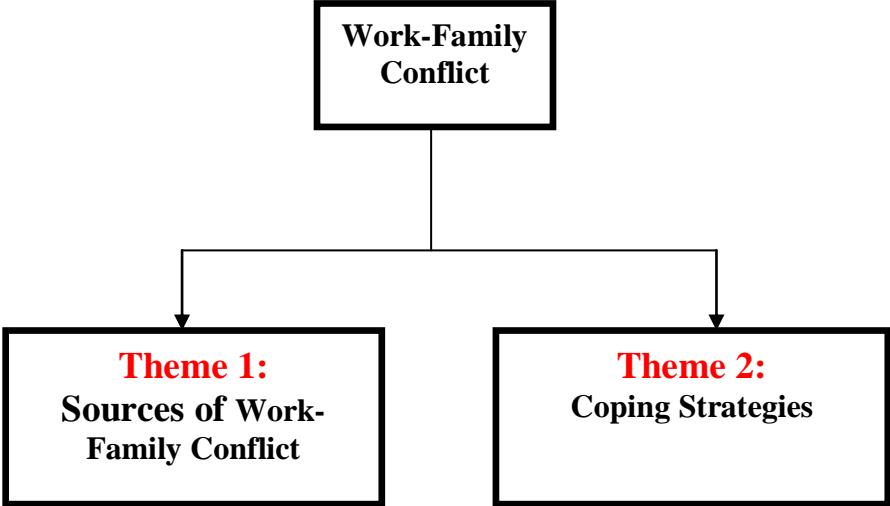 Work-Family
Conflict
Theme 1:
Sources of Work-
Family Conflict
Theme 2:
Coping Strategies